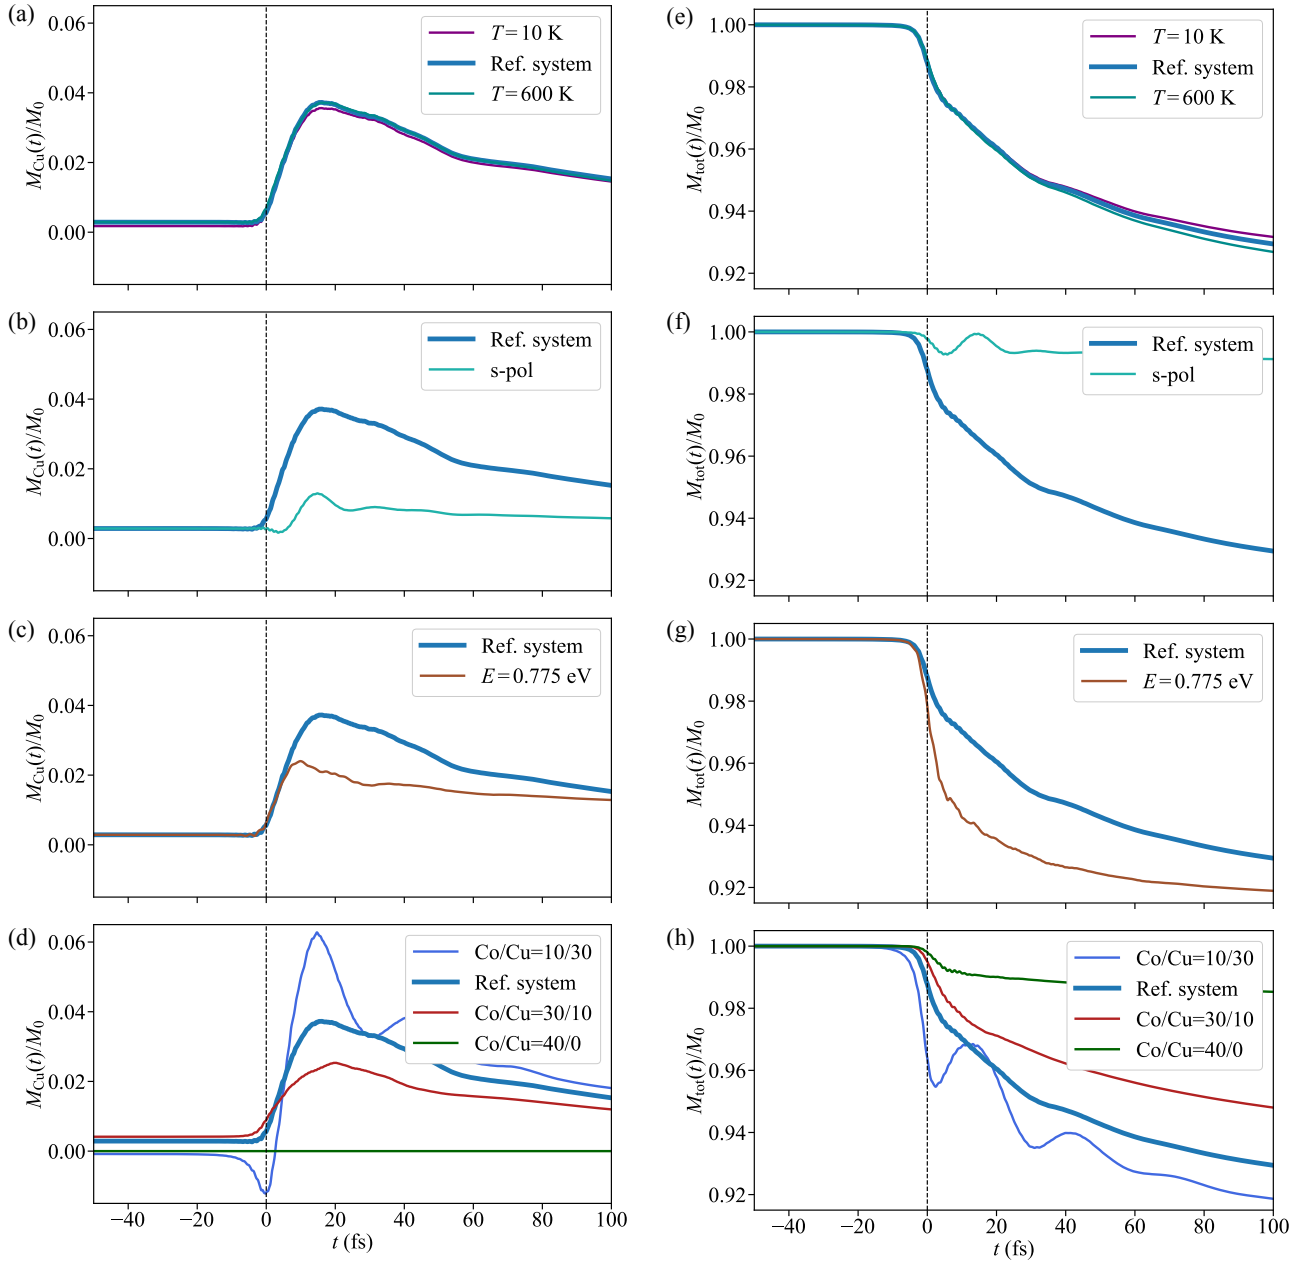 (a)
0.06
0.04
0.02
0.00
M_Cu(t)/M_0
T = 10 K
Ref. system
T = 600 K
(e)
1.00
0.98
0.96
0.94
0.92
M_tot(t)/M_0
T = 10 K
Ref. system
T = 600 K
(b)
0.06
0.04
0.02
0.00
M_Cu(t)/M_0
Ref. system
s-pol
(f)
1.00
0.98
0.96
0.94
0.92
M_tot(t)/M_0
Ref. system
s-pol
(c)
0.06
0.04
0.02
0.00
M_Cu(t)/M_0
Ref. system
E = 0.775 eV
(g)
1.00
0.98
0.96
0.94
0.92
M_tot(t)/M_0
Ref. system
E = 0.775 eV
(d)
0.06
0.04
0.02
0.00
M_Cu(t)/M_0
Co/Cu=10/30
Ref. system
Co/Cu=30/10
Co/Cu=40/0
−40 −20 0 20 40 60 80 100
t (fs)
(h)
1.00
0.98
0.96
0.94
0.92
M_tot(t)/M_0
Co/Cu=10/30
Ref. system
Co/Cu=30/10
Co/Cu=40/0
−40 −20 0 20 40 60 80 100
t (fs)